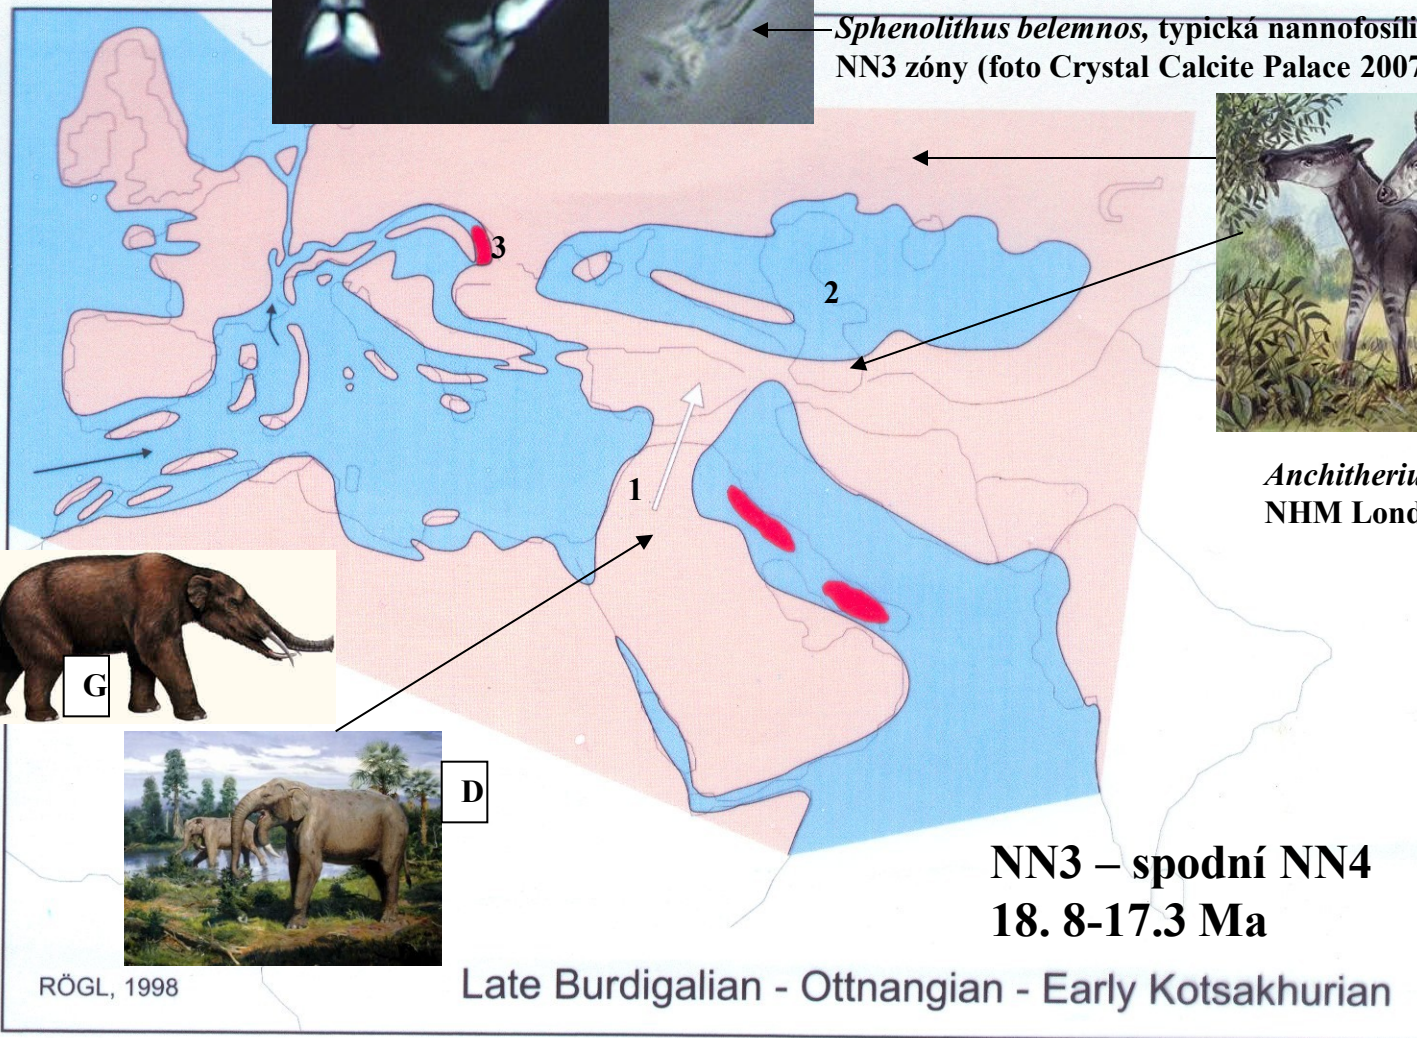 Sphenolithus belemnos, typická nannofosíli
NN3 zóny (foto Crystal Calcite Palace 2007
3
2
1
Anchitheriu
NHM Lond
G
D
NN3 – spodní NN4
18. 8-17.3 Ma
RÖGL, 1998
Late Burdigalian - Ottnangian - Early Kotsakhurian